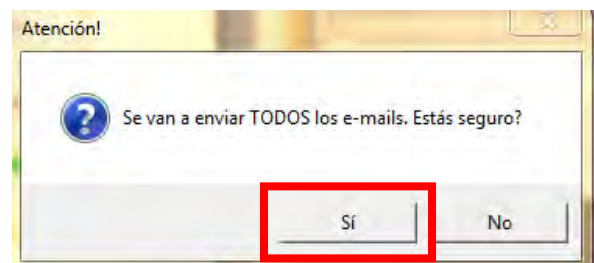 Atención!
Se van a enviar TODOS los e-mails. Estás seguro?
Sí No